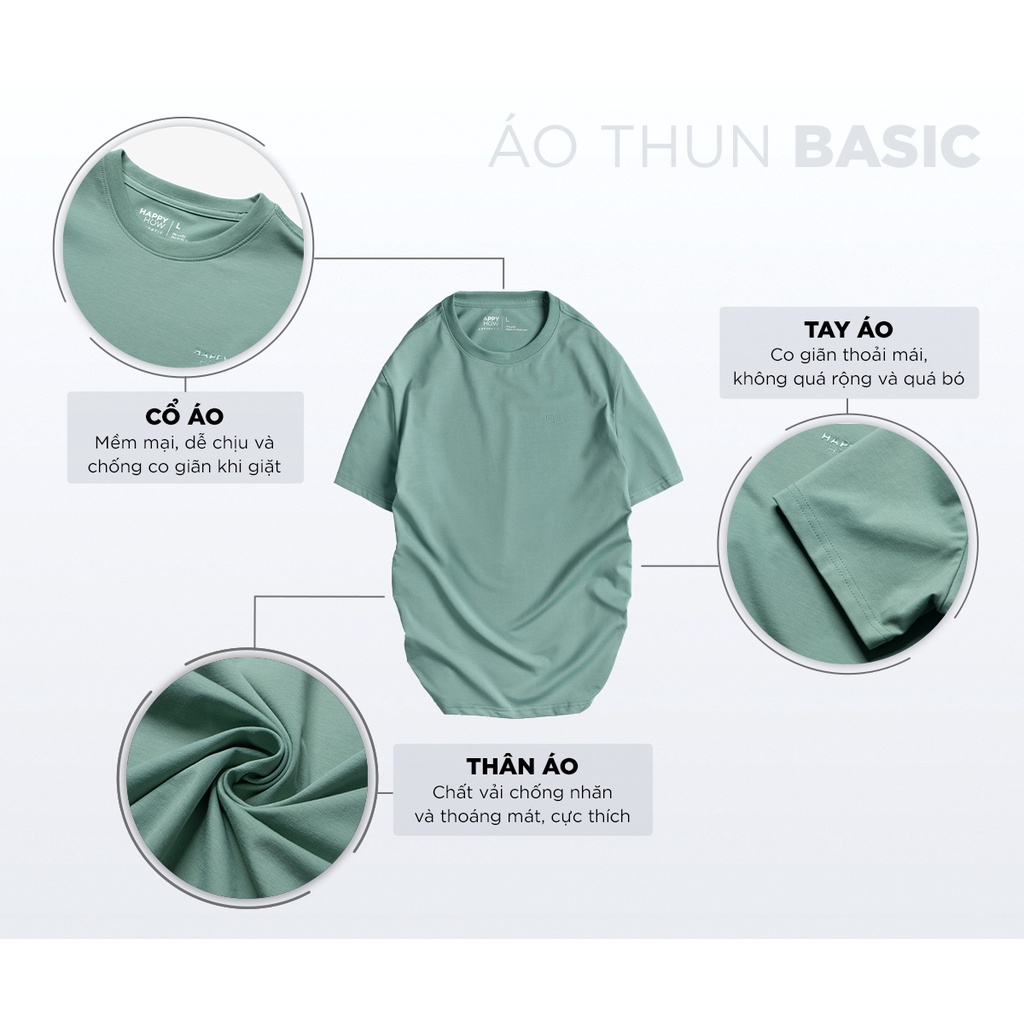 ÁO THUN BASIC
HAPPY
HOW
L
CỔ ÁO
Mềm mại, dễ chịu và
chống co giãn khi giặt
APPY
HOW
L
TAY ÁO
Co giãn thoải mái,
không quá rộng và quá bó
THÂN ÁO
Chất vải chống nhăn
và thoáng mát, cực thích